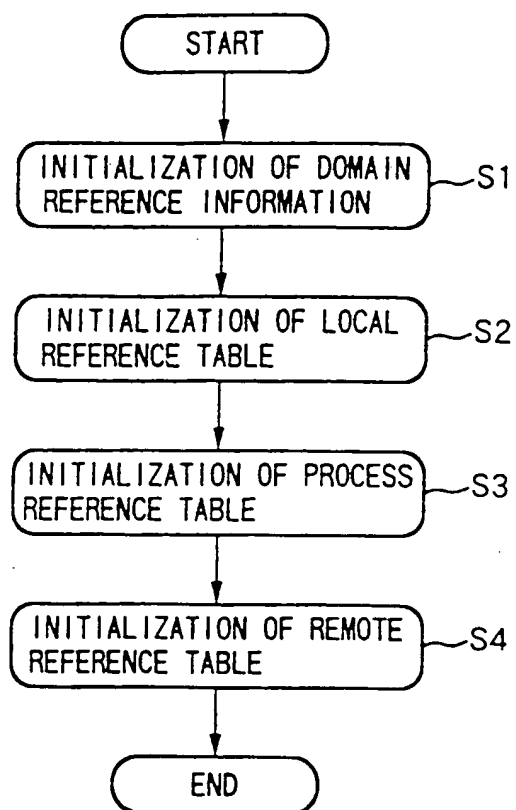 START
INITIALIZATION OF DOMAIN
REFERENCE INFORMATION
S1
INITIALIZATION OF LOCAL
REFERENCE TABLE
S2
INITIALIZATION OF PROCESS
REFERENCE TABLE
S3
INITIALIZATION OF REMOTE
REFERENCE TABLE
S4
END